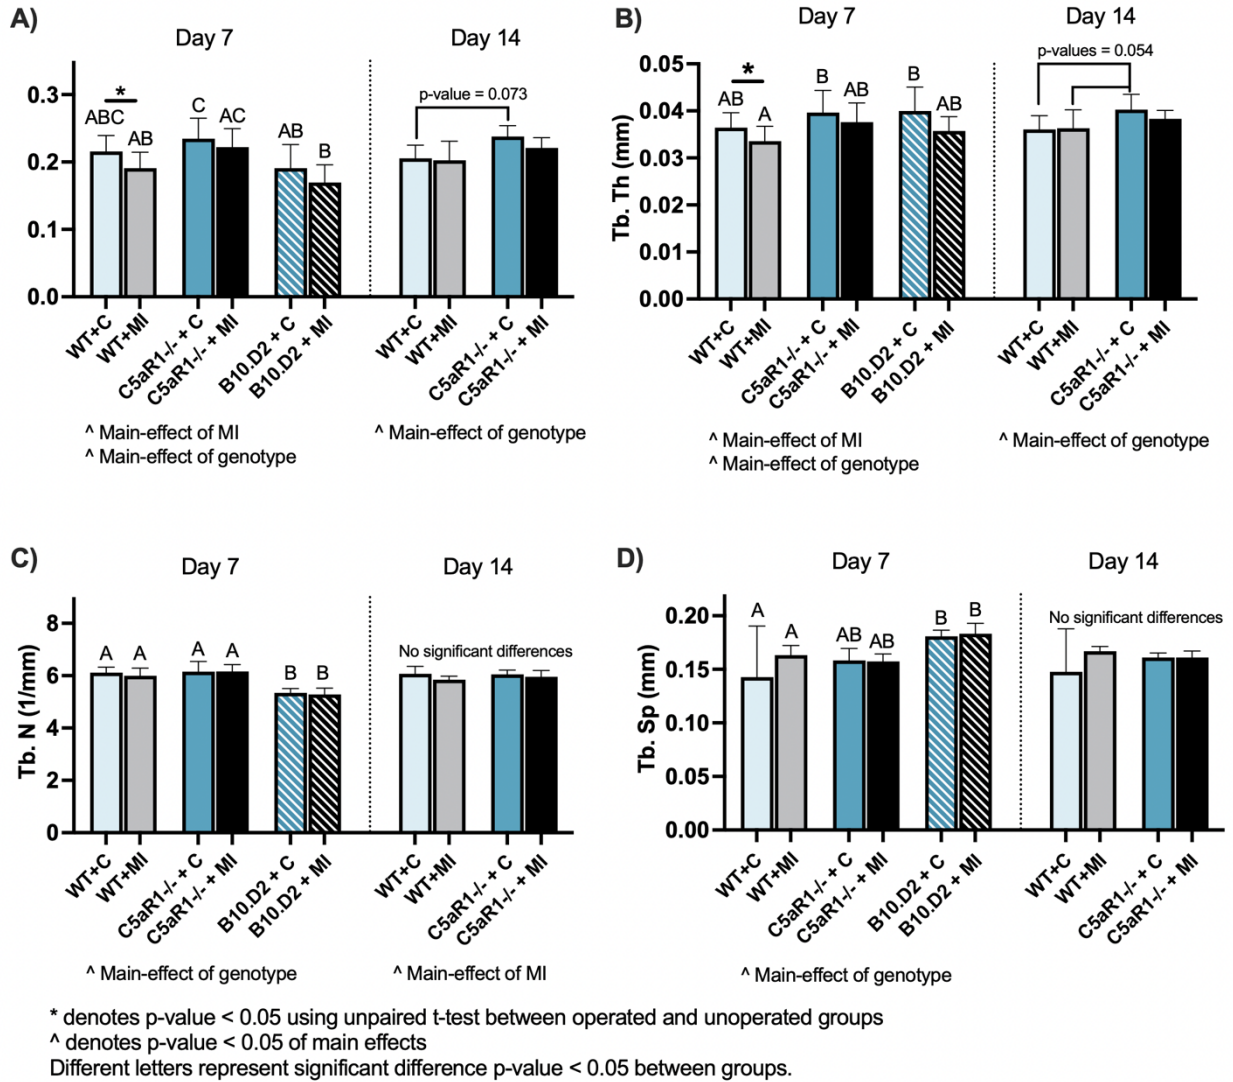 A)
Day 7
Day 14
0.3
0.2
0.1
0.0
*
ABC
AB
C
AC
AB
B
p-value = 0.073
WT+C
WT+MI
C5aR1-/- + C
C5aR1-/- + MI
B10.D2 + C
B10.D2 + MI
WT+C
WT+MI
C5aR1-/- + C
C5aR1-/- + MI
^ Main-effect of MI
^ Main-effect of genotype
^ Main-effect of genotype
B)
Day 7
Day 14
Tb. Th (mm)
0.05
0.04
0.03
0.02
0.01
0.00
*
AB
A
B
AB
B
AB
p-values = 0.054
WT+C
WT+MI
C5aR1-/- + C
C5aR1-/- + MI
B10.D2 + C
B10.D2 + MI
WT+C
WT+MI
C5aR1-/- + C
C5aR1-/- + MI
^ Main-effect of MI
^ Main-effect of genotype
^ Main-effect of genotype
C)
Day 7
Day 14
Tb. N (1/mm)
8
6
4
2
0
A
A
A
A
B
B
No significant differences
WT+C
WT+MI
C5aR1-/- + C
C5aR1-/- + MI
B10.D2 + C
B10.D2 + MI
WT+C
WT+MI
C5aR1-/- + C
C5aR1-/- + MI
^ Main-effect of genotype
^ Main-effect of MI
D)
Day 7
Day 14
Tb. Sp (mm)
0.20
0.15
0.10
0.05
0.00
A
A
AB
AB
B
B
No significant differences
WT+C
WT+MI
C5aR1-/- + C
C5aR1-/- + MI
B10.D2 + C
B10.D2 + MI
WT+C
WT+MI
C5aR1-/- + C
C5aR1-/- + MI
^ Main-effect of genotype
* denotes p-value < 0.05 using unpaired t-test between operated and unoperated groups
^ denotes p-value < 0.05 of main effects
Different letters represent significant difference p-value < 0.05 between groups.